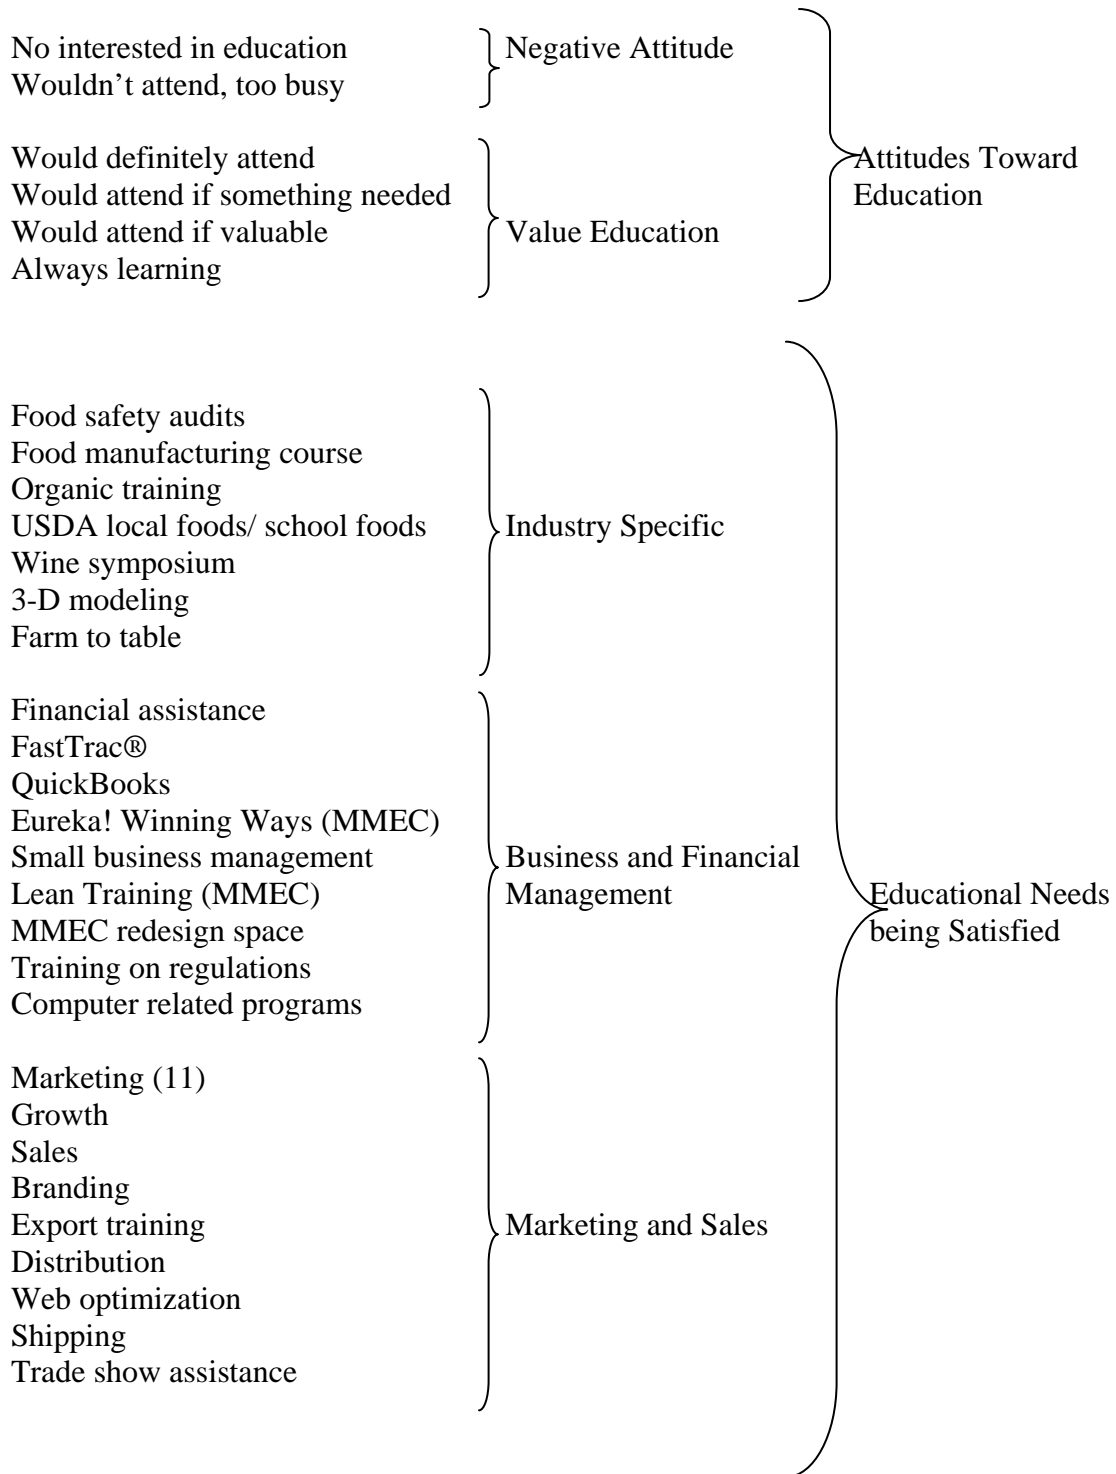 No interested in education
Wouldn’t attend, too busy
Negative Attitude
Would definitely attend
Would attend if something needed
Would attend if valuable
Always learning
Value Education
Attitudes Toward
Education
Food safety audits
Food manufacturing course
Organic training
USDA local foods/ school foods
Wine symposium
3-D modeling
Farm to table
Industry Specific
Financial assistance
FastTrac®
QuickBooks
Eureka! Winning Ways (MMEC)
Small business management
Lean Training (MMEC)
MMEC redesign space
Training on regulations
Computer related programs
Business and Financial
Management
Marketing (11)
Growth
Sales
Branding
Export training
Distribution
Web optimization
Shipping
Trade show assistance
Marketing and Sales
Educational Needs
being Satisfied